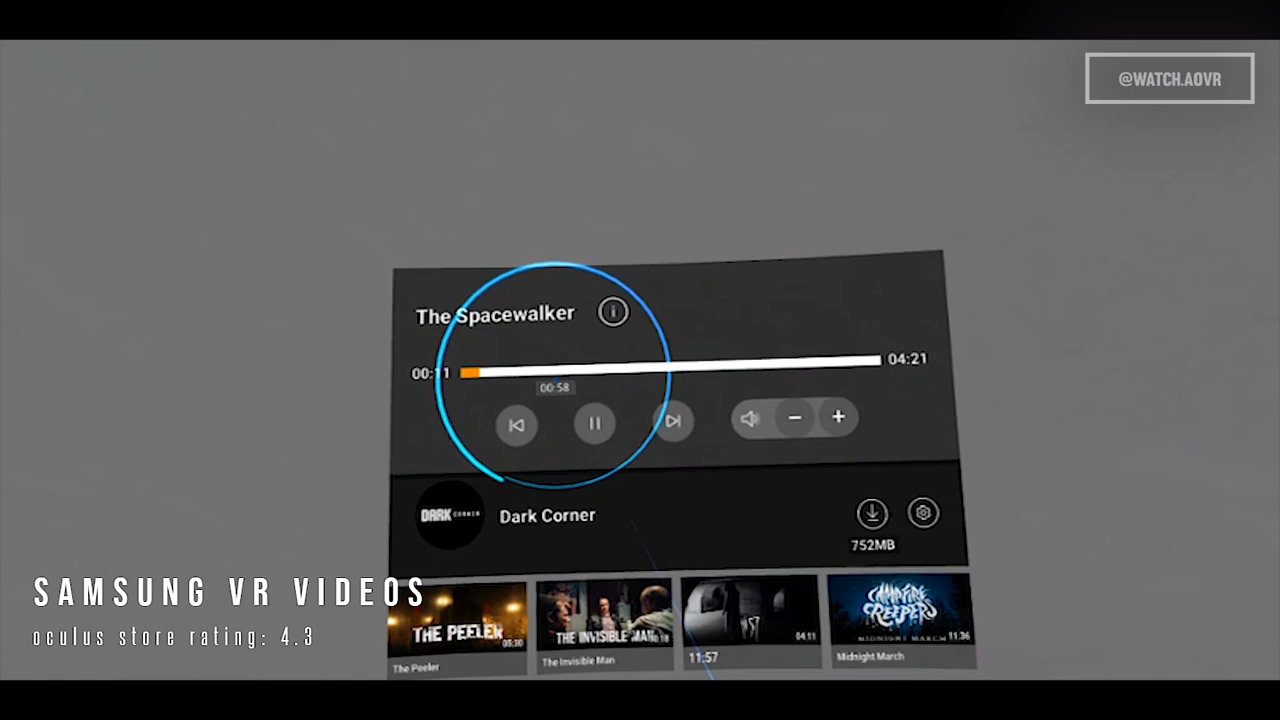 @WATCH.AOVR
The Spacewalker
00:11
04:21
00:58
DARK CORNER
Dark Corner
752MB
SAMSUNG VR VIDEOS
oculus store rating: 4.3
THE PEELER
THE INVISIBLE MAN
04:11
CAMPFIRE
CREEPERS
MIDNIGHT MARCH
11:36
The Peeler
The Invisible Man
11:57
Midnight March